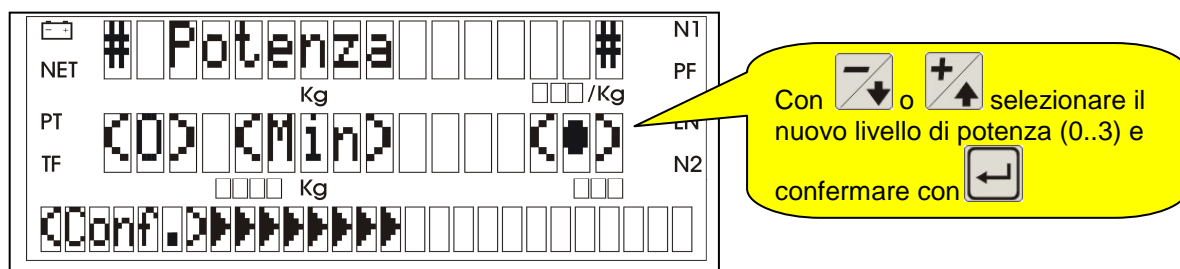 N1
# Potenza #
NET PF
Kg /Kg
PT LN
<0> <Min> <●>
TF N2
Kg
<Conf.>
Con - o + selezionare il
nuovo livello di potenza (0..3) e
confermare con